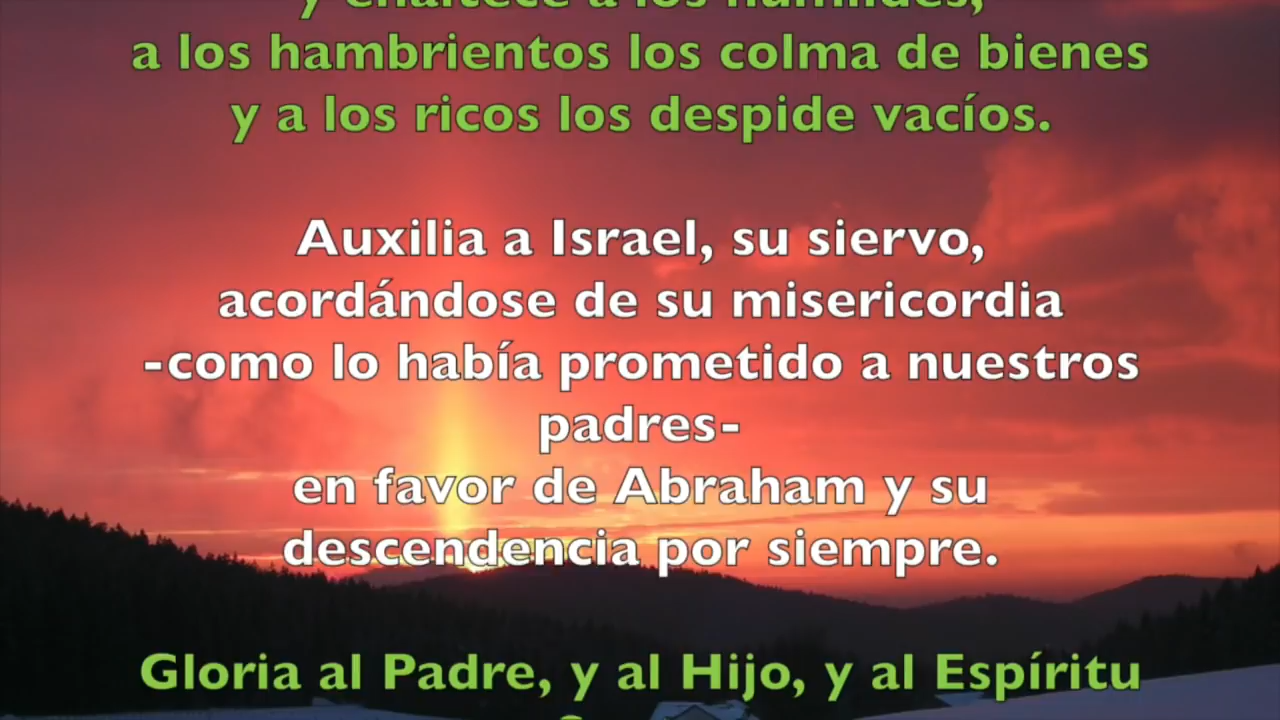 y enaltece a los humildes,
a los hambrientos los colma de bienes
y a los ricos los despide vacíos.
Auxilia a Israel, su siervo,
acordándose de su misericordia
-como lo había prometido a nuestros
padres-
en favor de Abraham y su
descendencia por siempre.
Gloria al Padre, y al Hijo, y al Espíritu